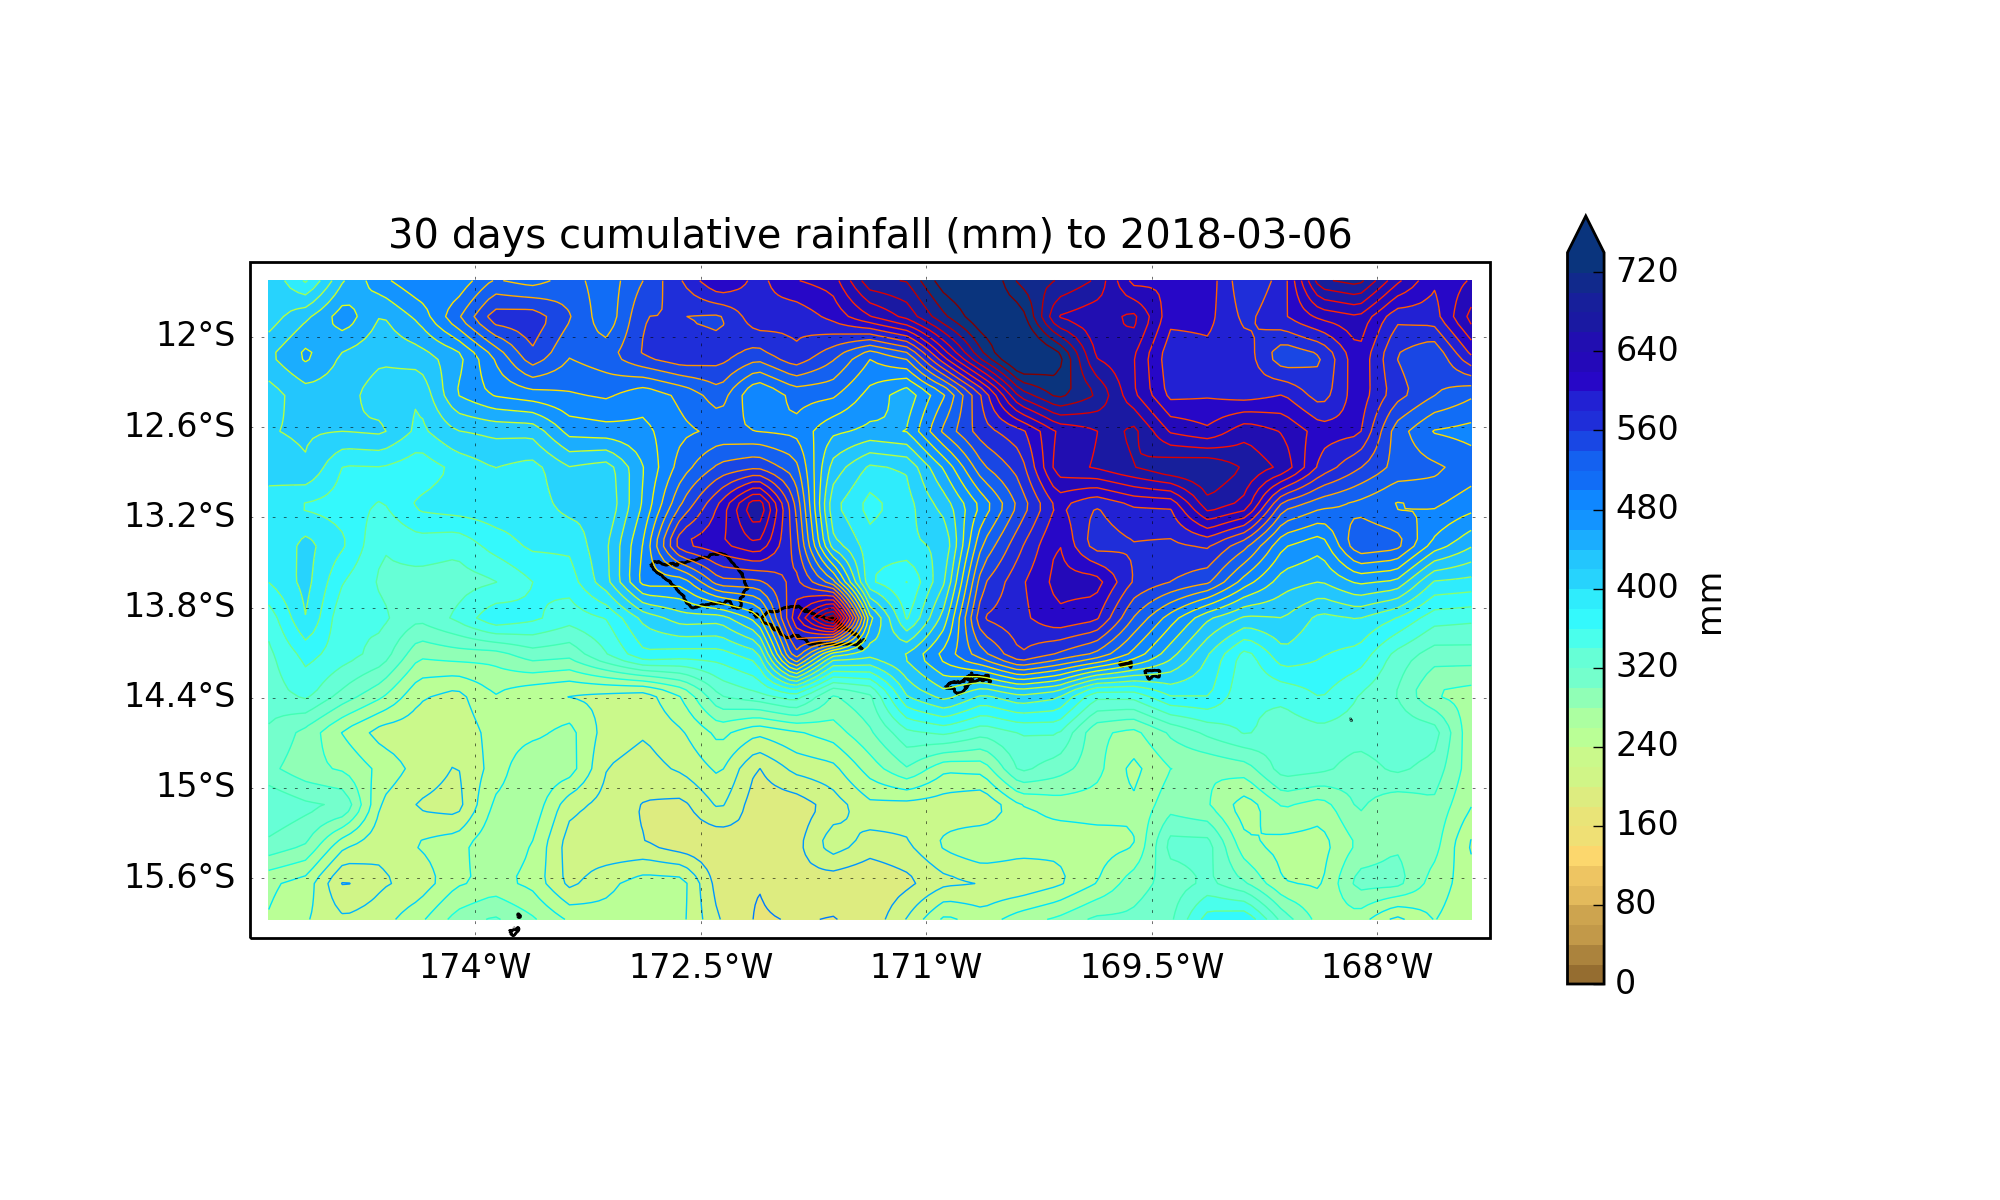 30 days cumulative rainfall (mm) to 2018-03-06
12°S
12.6°S
13.2°S
13.8°S
14.4°S
15°S
15.6°S
174°W
172.5°W
171°W
169.5°W
168°W
720
640
560
480
400
320
240
160
80
0
mm